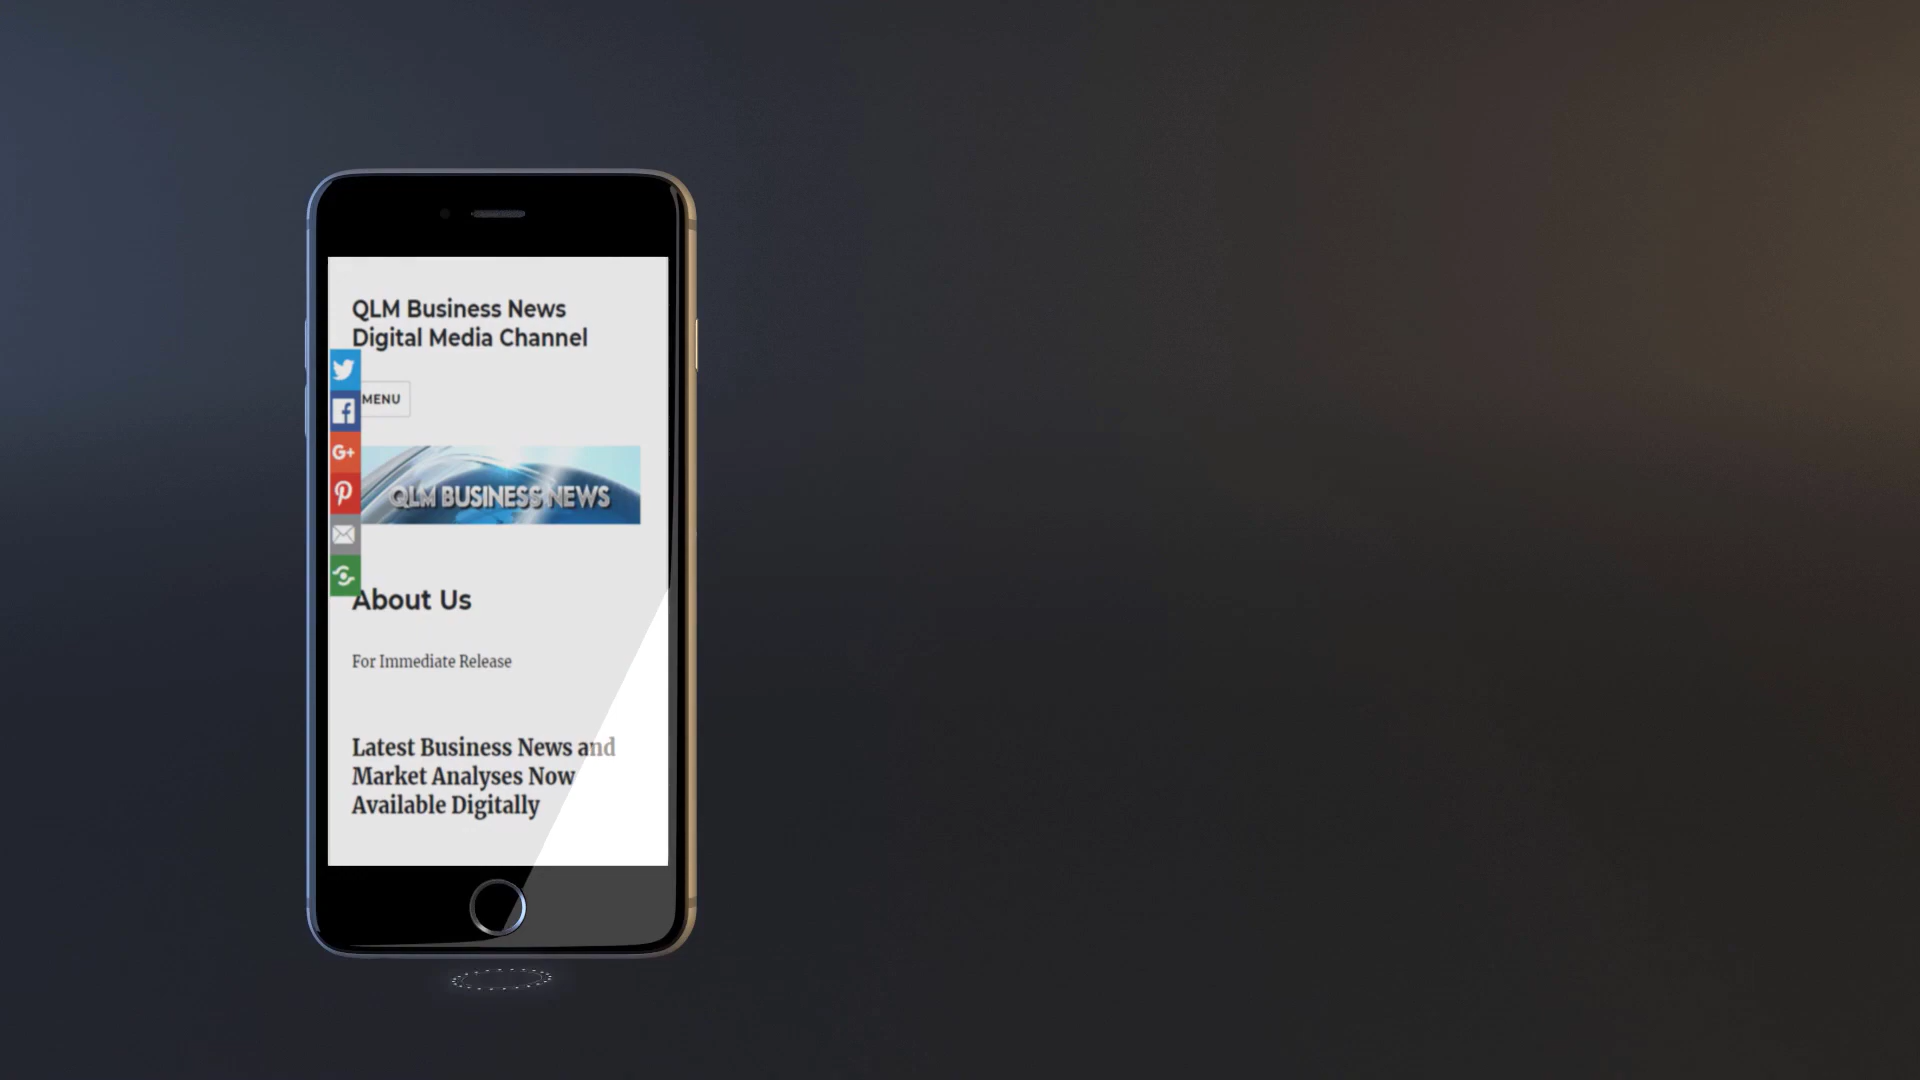 QLM Business News
Digital Media Channel
MENU
G+
QLM BUSINESS NEWS
About Us
For Immediate Release
Latest Business News and
Market Analyses Now
Available Digitally